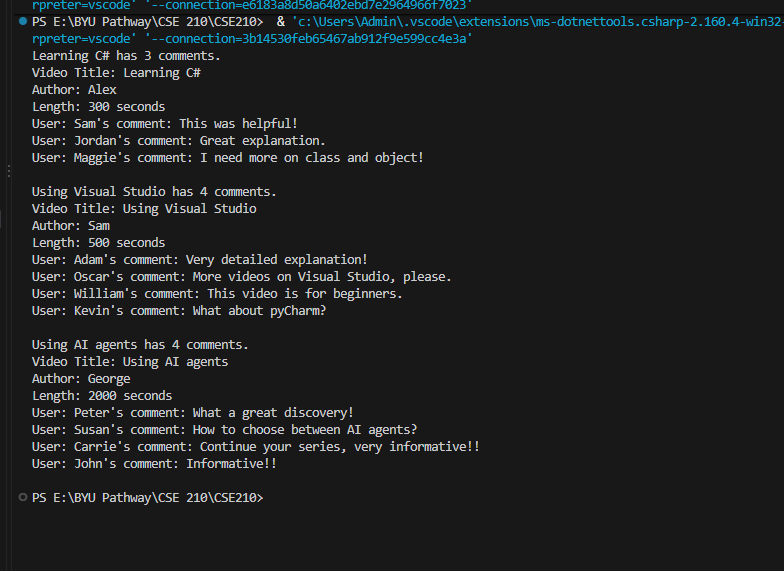 rpreter=vscode' '--connection=e6183a8d50a6402ebd7e2964966f7023'
PS E:\BYU Pathway\CSE 210\CSE210>  & 'c:\Users\Admin\.vscode\extensions\ms-dotnettools.csharp-2.160.4-win32-
rpreter=vscode' '--connection=3b14530feb65467ab912f9e599cc4e3a'
Learning C# has 3 comments.
Video Title: Learning C#
Author: Alex
Length: 300 seconds
User: Sam's comment: This was helpful!
User: Jordan's comment: Great explanation.
User: Maggie's comment: I need more on class and object!
Using Visual Studio has 4 comments.
Video Title: Using Visual Studio
Author: Sam
Length: 500 seconds
User: Adam's comment: Very detailed explanation!
User: Oscar's comment: More videos on Visual Studio, please.
User: William's comment: This video is for beginners.
User: Kevin's comment: What about pyCharm?
Using AI agents has 4 comments.
Video Title: Using AI agents
Author: George
Length: 2000 seconds
User: Peter's comment: What a great discovery!
User: Susan's comment: How to choose between AI agents?
User: Carrie's comment: Continue your series, very informative!!
User: John's comment: Informative!!
PS E:\BYU Pathway\CSE 210\CSE210>